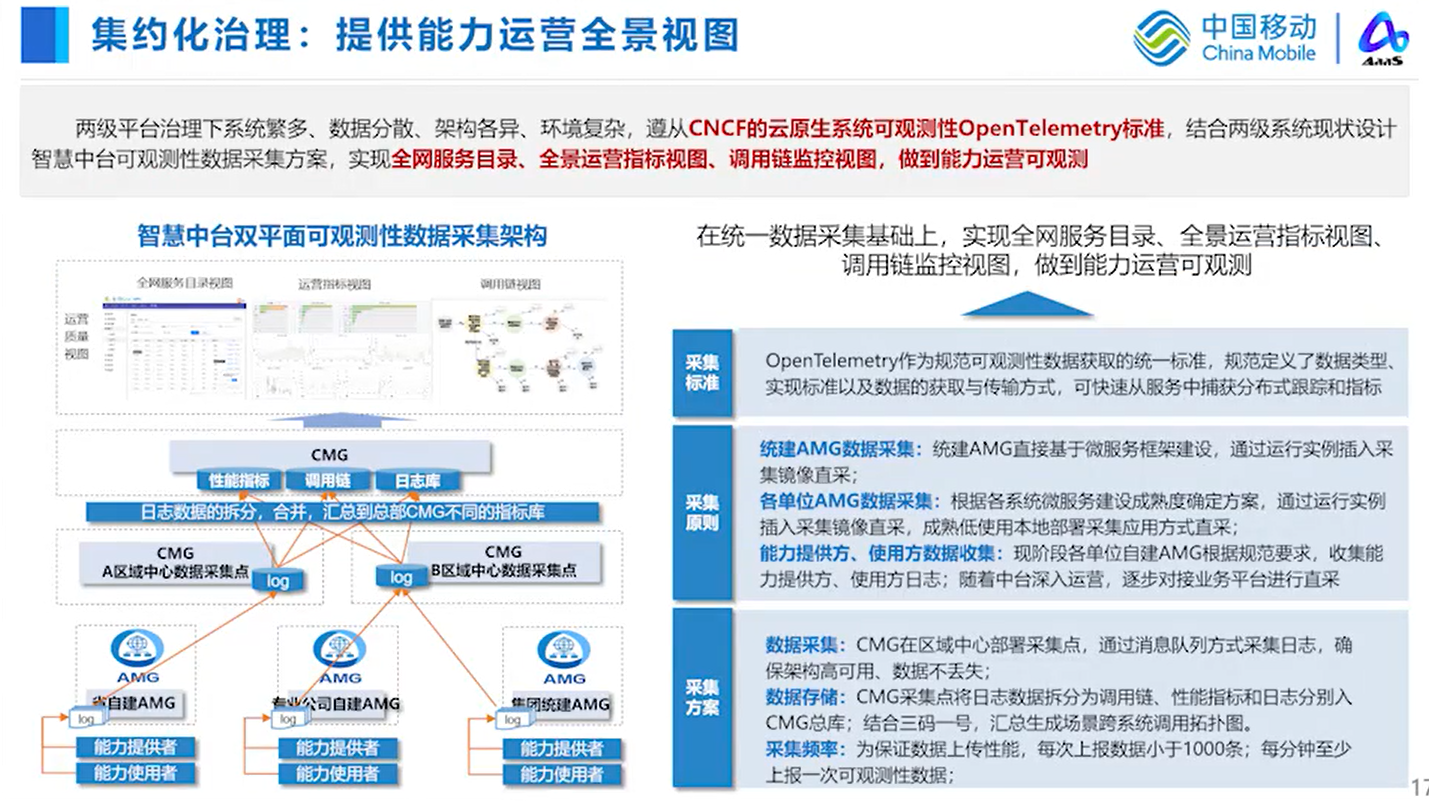 集约化治理：提供能力运营全景视图
中国移动
China Mobile
AaaS
两级平台治理下系统繁多、数据分散、架构各异、环境复杂，遵从CNCF的云原生系统可观测性OpenTelemetry标准，结合两级系统现状设计
智慧中台可观测性数据采集方案，实现全网服务目录、全景运营指标视图、调用链监控视图，做到能力运营可观测
智慧中台双平面可观测性数据采集架构
全网服务目录视图
运营指标视图
调用链视图
运营
质量
视图
CMG
性能指标
调用链
日志库
日志数据的拆分，合并，汇总到总部CMG不同的指标库
CMG
A区域中心数据采集点
log
CMG
B区域中心数据采集点
log
AMG
省自建AMG
log
能力提供者
能力使用者
AMG
专业公司自建AMG
log
能力提供者
能力使用者
AMG
集团统建AMG
log
能力提供者
能力使用者
在统一数据采集基础上，实现全网服务目录、全景运营指标视图、
调用链监控视图，做到能力运营可观测
采集
标准
OpenTelemetry作为规范可观测性数据获取的统一标准，规范定义了数据类型、
实现标准以及数据的获取与传输方式，可快速从服务中捕获分布式跟踪和指标
采集
原则
统建AMG数据采集：统建AMG直接基于微服务框架建设，通过运行实例插入采
集镜像直采；
各单位AMG数据采集：根据各系统微服务建设成熟度确定方案，通过运行实例
插入采集镜像直采，成熟低使用本地部署采集应用方式直采；
能力提供方、使用方数据收集：现阶段各单位自建AMG根据规范要求，收集能
力提供方、使用方日志；随着中台深入运营，逐步对接业务平台进行直采
采集
方案
数据采集：CMG在区域中心部署采集点，通过消息队列方式采集日志，确
保架构高可用、数据不丢失；
数据存储：CMG采集点将日志数据拆分为调用链、性能指标和日志分别入
CMG总库；结合三码一号，汇总生成场景跨系统调用拓扑图。
采集频率：为保证数据上传性能，每次上报数据小于1000条；每分钟至少
上报一次可观测性数据；
17